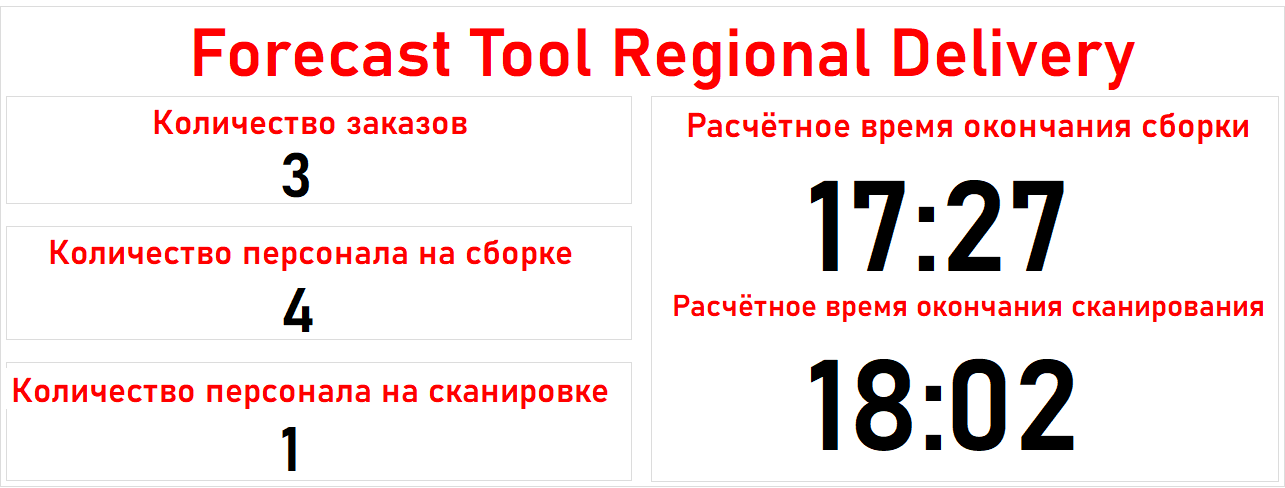 Forecast Tool Regional Delivery
Количество заказов
3
Количество персонала на сборке
4
Количество персонала на сканировке
1
Расчётное время окончания сборки
17:27
Расчётное время окончания сканирования
18:02